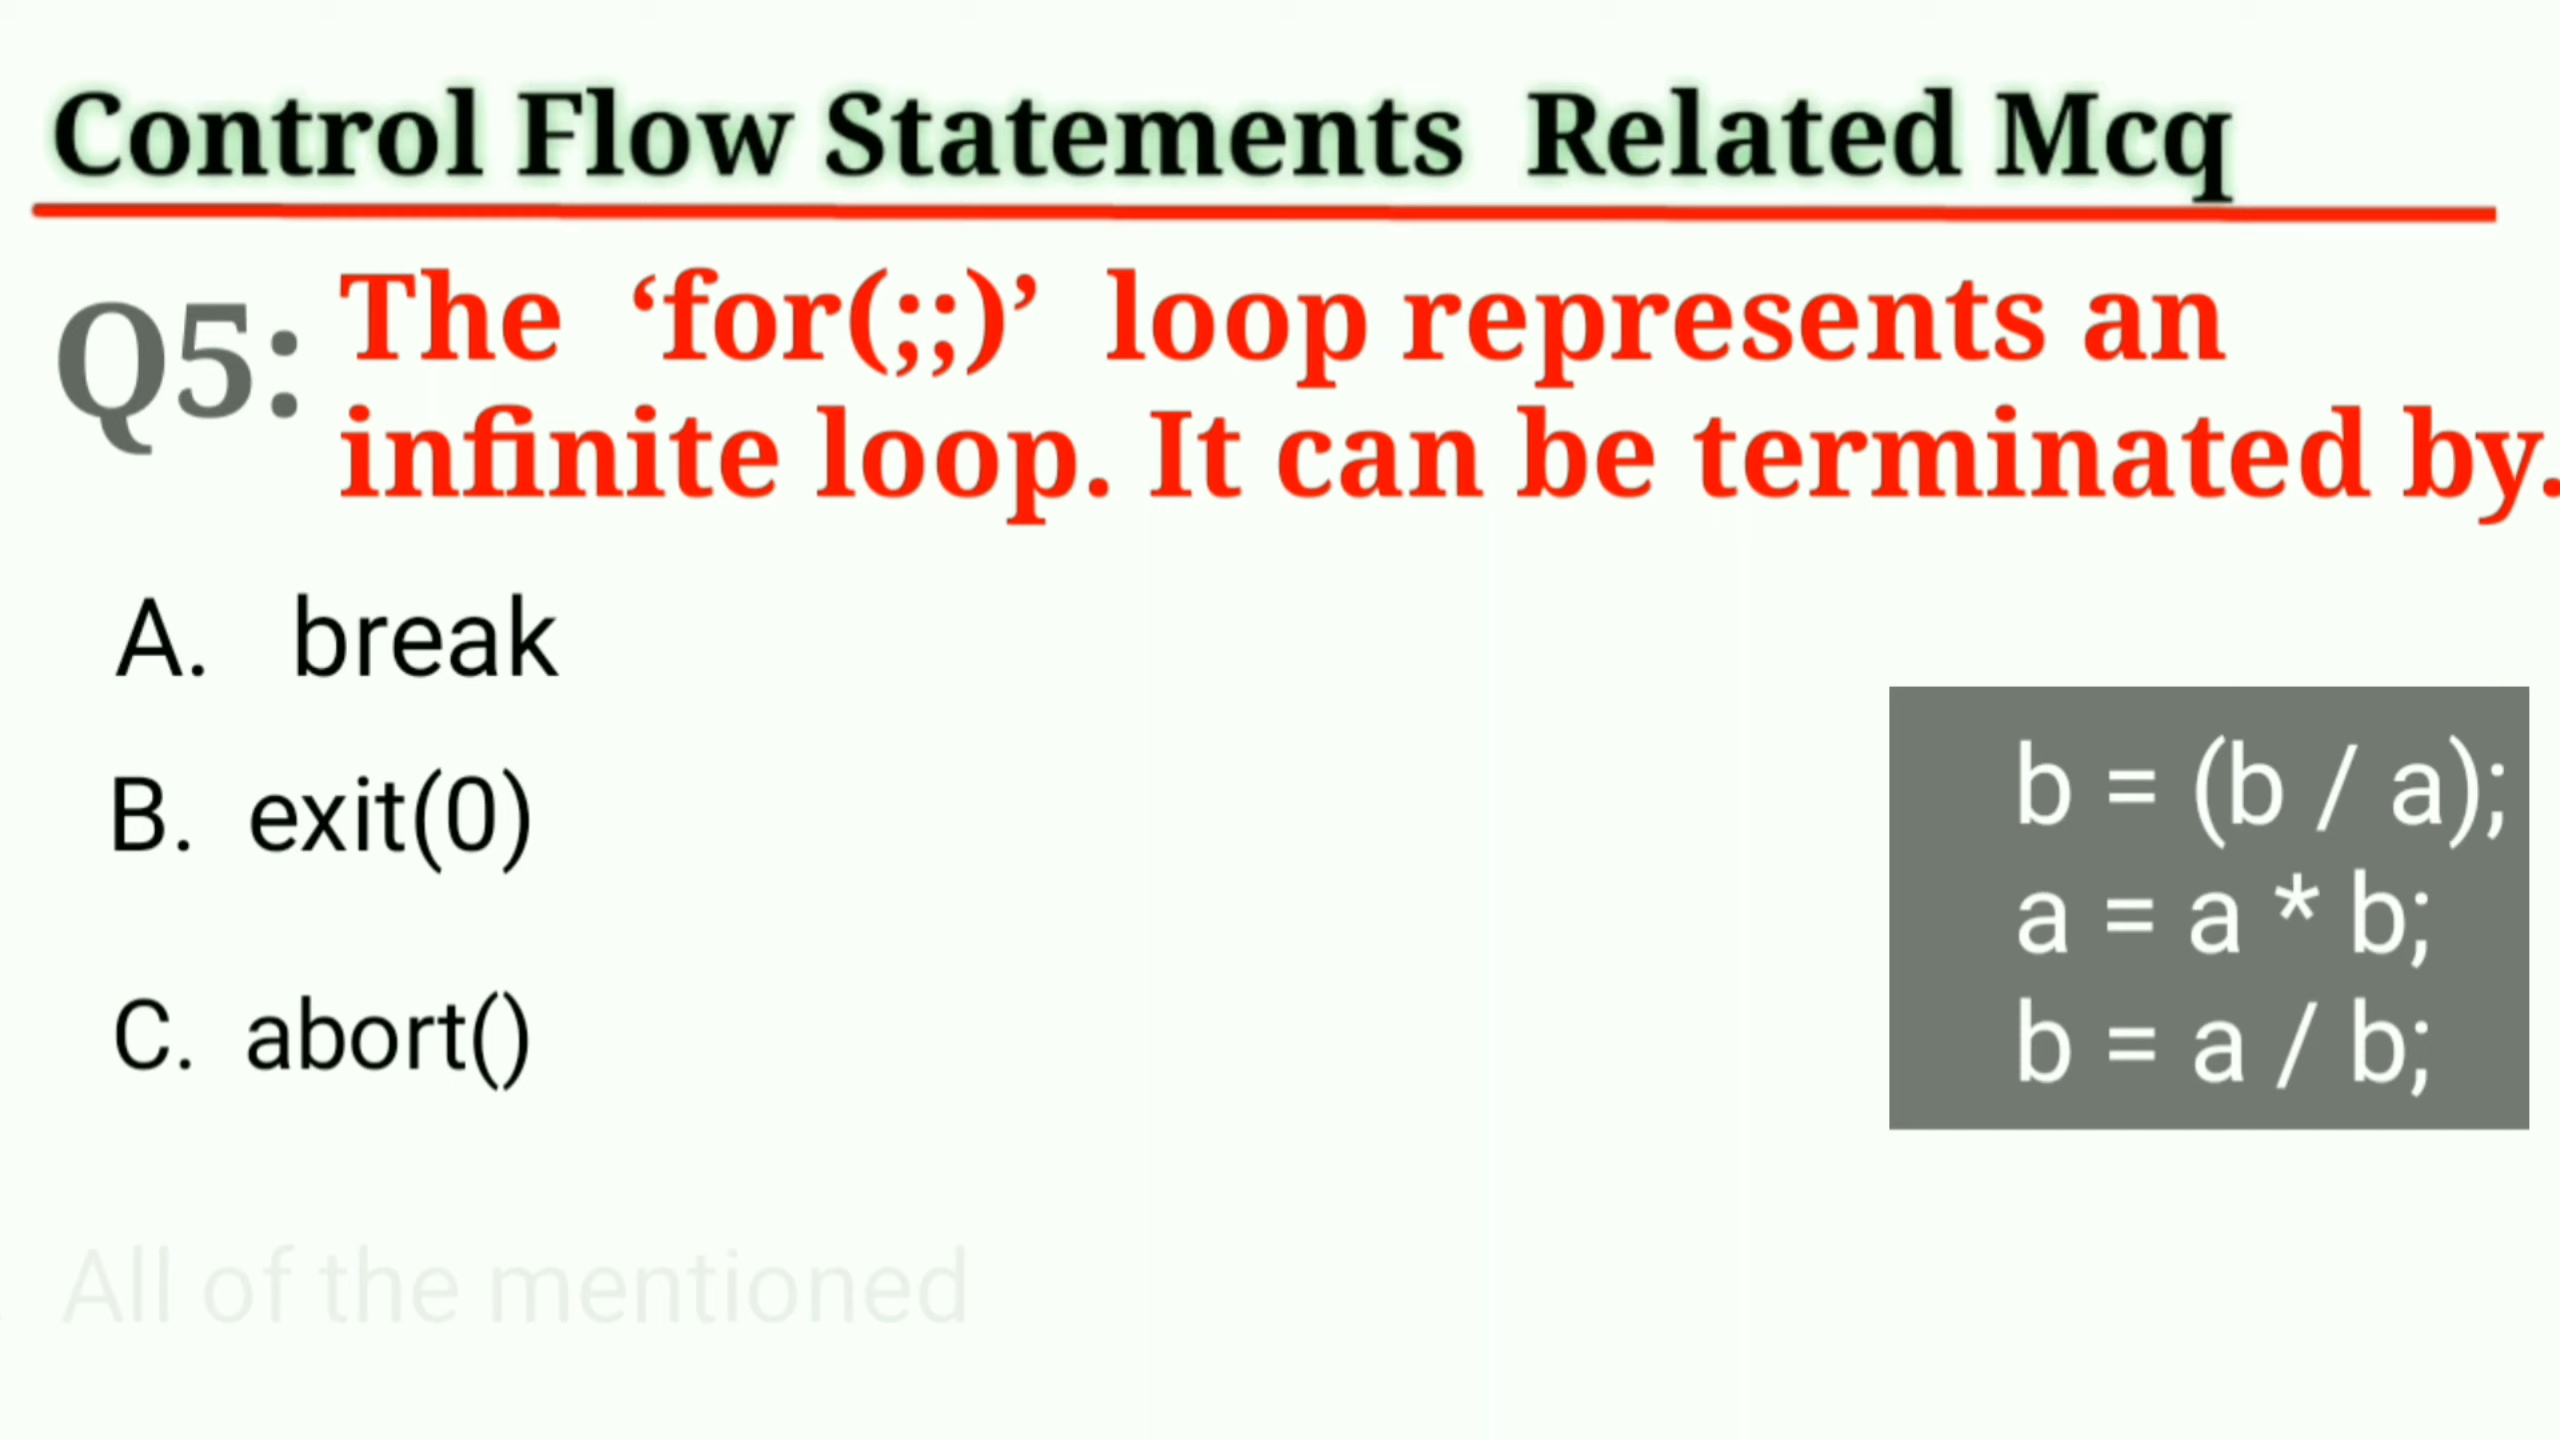 Control Flow Statements Related Mcq
Q5: The ‘for(;;)’ loop represents an
infinite loop. It can be terminated by.
A. break
B. exit(0)
C. abort()
All of the mentioned
b = (b / a);
a = a * b;
b = a / b;